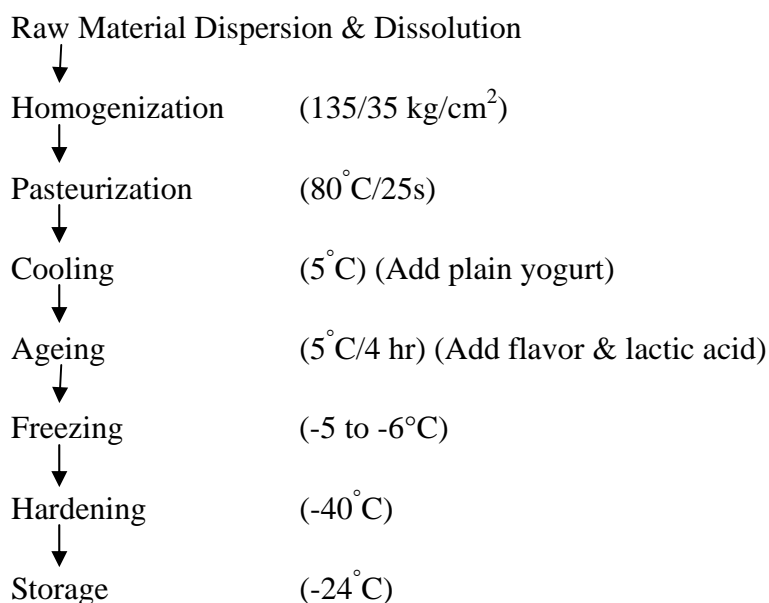 Raw Material Dispersion & Dissolution
Homogenization (135/35 kg/cm²)
Pasteurization (80°C/25s)
Cooling (5°C) (Add plain yogurt)
Ageing (5°C/4 hr) (Add flavor & lactic acid)
Freezing (-5 to -6°C)
Hardening (-40°C)
Storage (-24°C)